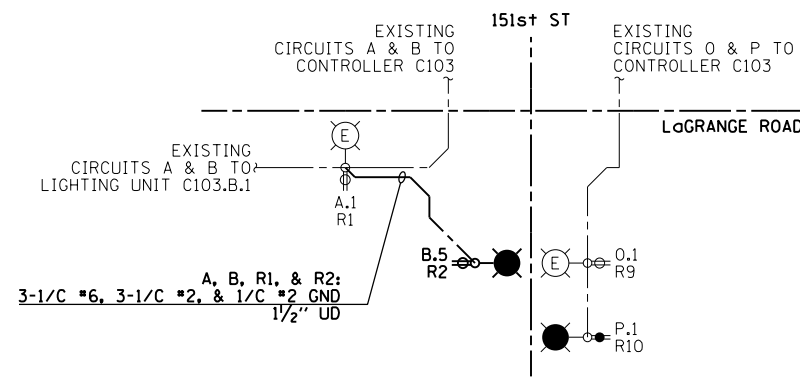 151st ST
EXISTING
CIRCUITS A & B TO
CONTROLLER C103
EXISTING
CIRCUITS O & P TO
CONTROLLER C103
LaGRANGE ROAD
E
EXISTING
CIRCUITS A & B TO
LIGHTING UNIT C103.B.1
A.1
R1
B.5
R2
E
O.1
R9
A, B, R1, & R2:
3-1/C #6, 3-1/C #2, & 1/C #2 GND
1½" UD
P.1
R10